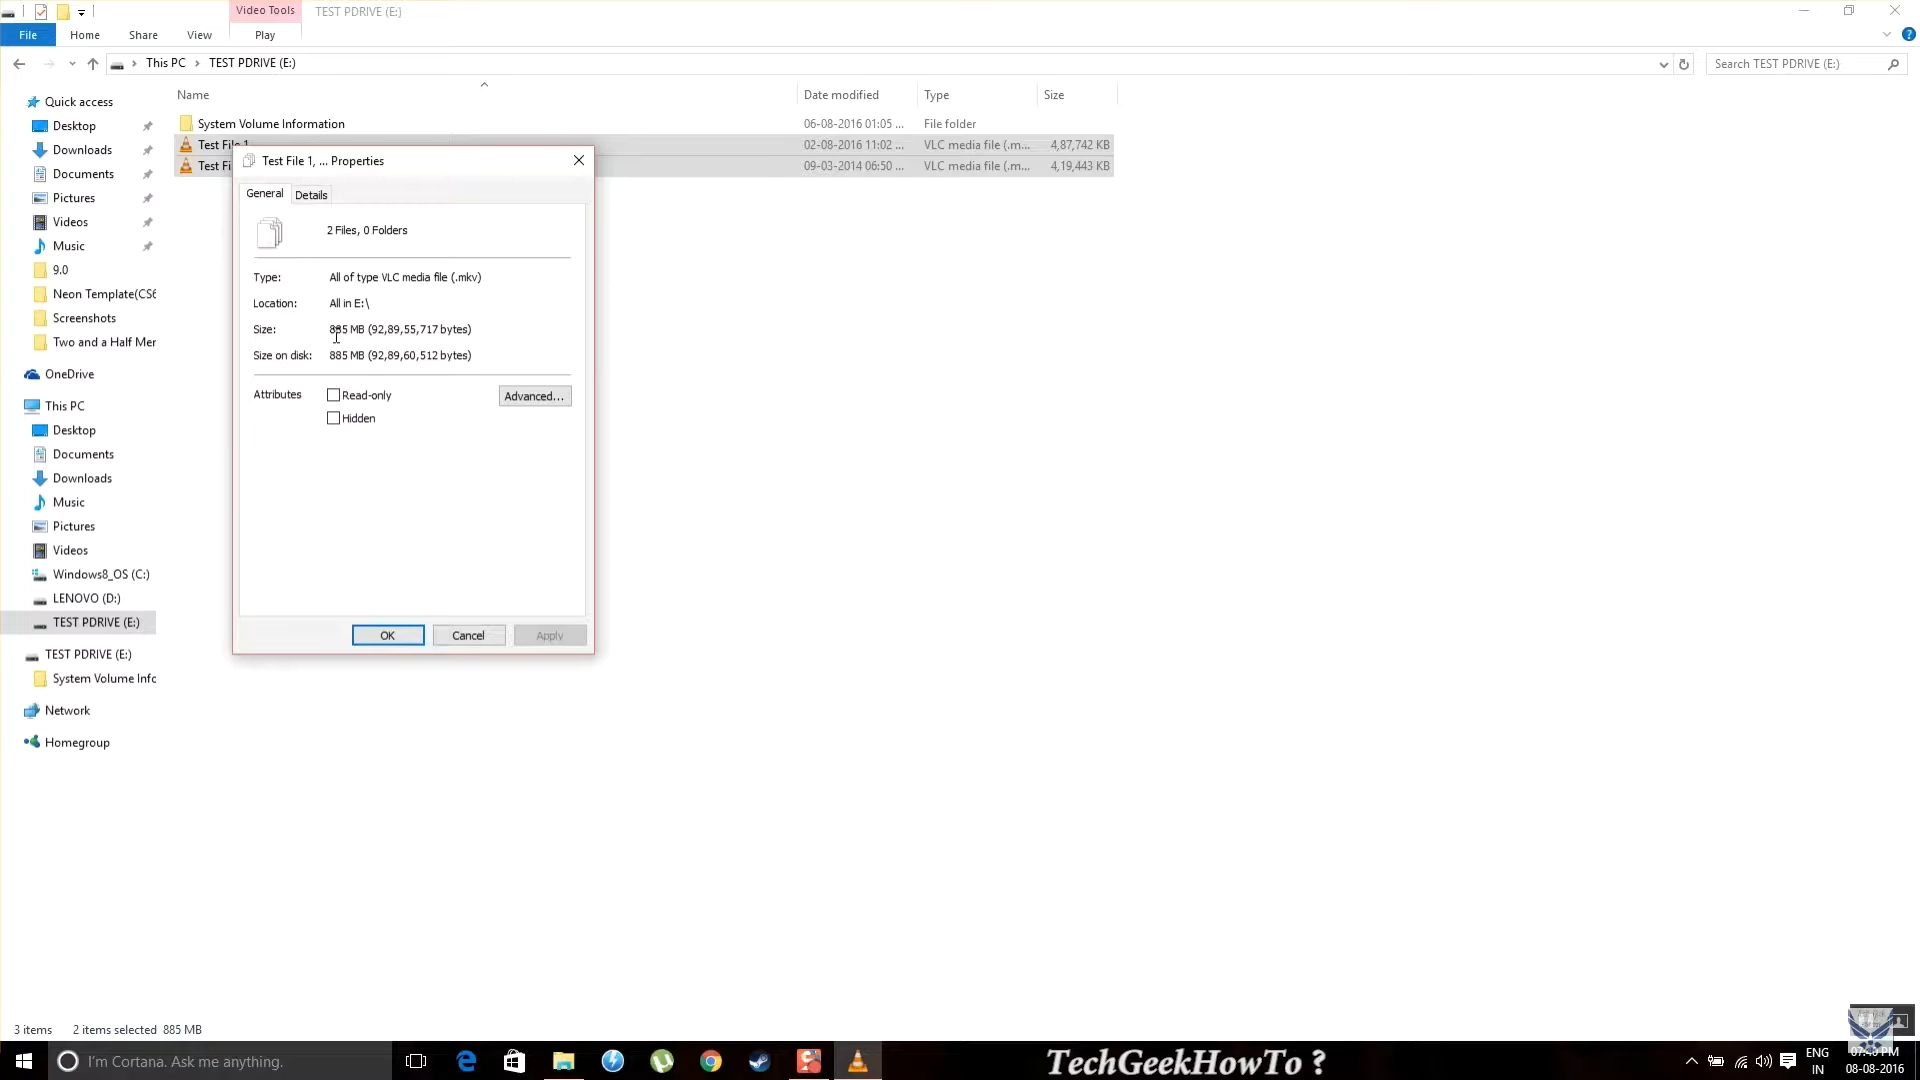 Video Tools
TEST PDRIVE (E:)
File Home Share View Play
This PC TEST PDRIVE (E:)
Search TEST PDRIVE (E:)
Name Date modified Type Size
System Volume Information 06-08-2016 01:05 ... File folder
Test File 1 02-08-2016 11:02 ... VLC media file (.m... 4,87,742 KB
Test Fi 09-03-2014 06:50 ... VLC media file (.m... 4,19,443 KB
Quick access
Desktop
Downloads
Documents
Pictures
Videos
Music
9.0
Neon Template(CS6
Screenshots
Two and a Half Mer
OneDrive
This PC
Desktop
Documents
Downloads
Music
Pictures
Videos
Windows8_OS (C:)
LENOVO (D:)
TEST PDRIVE (E:)
TEST PDRIVE (E:)
System Volume Info
Network
Homegroup
Test File 1, ... Properties
General Details
2 Files, 0 Folders
Type: All of type VLC media file (.mkv)
Location: All in E:\
Size: 885 MB (92,89,55,717 bytes)
Size on disk: 885 MB (92,89,60,512 bytes)
Attributes Read-only Advanced...
Hidden
OK Cancel Apply
3 items 2 items selected 885 MB
I'm Cortana. Ask me anything.
TechGeekHowTo ?
ENG
IN
07:40 PM
08-08-2016